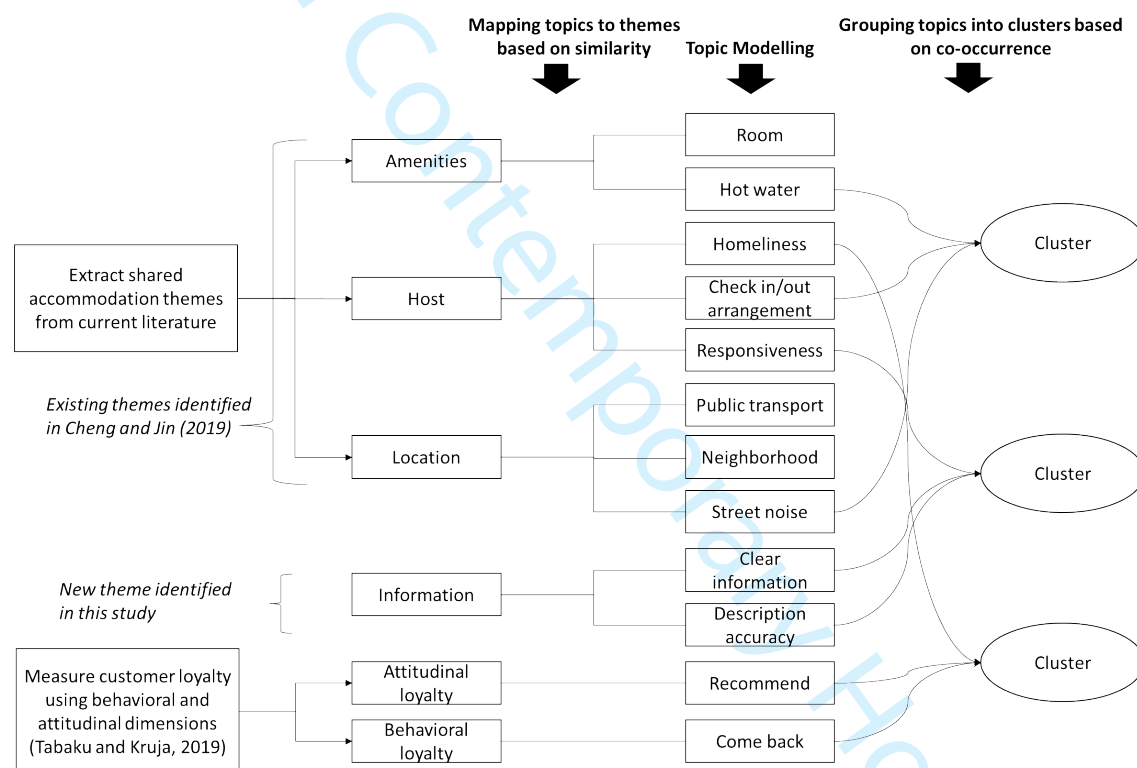 Mapping topics to themes
based on similarity
Topic Modelling
Grouping topics into clusters based
on co-occurrence
Amenities
Room
Hot water
Extract shared
accommodation themes
from current literature
Host
Homeliness
Check in/out
arrangement
Responsiveness
Cluster
Existing themes identified
in Cheng and Jin (2019)
Location
Public transport
Neighborhood
Street noise
Cluster
New theme identified
in this study
Information
Clear
information
Description
accuracy
Measure customer loyalty
using behavioral and
attitudinal dimensions
(Tabaku and Kruja, 2019)
Attitudinal
loyalty
Behavioral
loyalty
Recommend
Come back
Cluster
Contemporary Ho